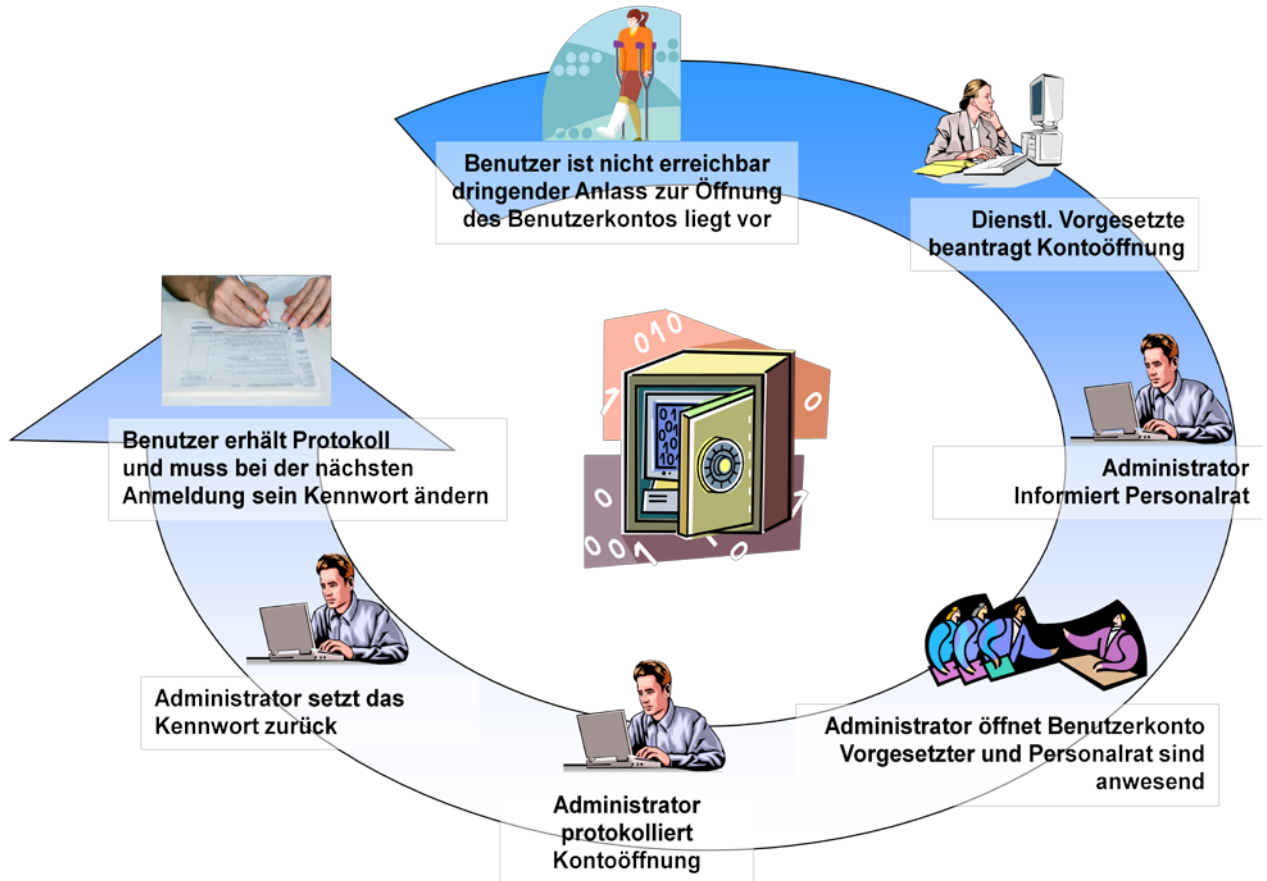 Benutzer ist nicht erreichbar
dringender Anlass zur Öffnung
des Benutzerkontos liegt vor
Dienstl. Vorgesetzte
beantragt Kontoöffnung
Administrator
Informiert Personalrat
Administrator öffnet Benutzerkonto
Vorgesetzter und Personalrat sind
anwesend
Administrator
protokolliert
Kontoöffnung
Administrator setzt das
Kennwort zurück
Benutzer erhält Protokoll
und muss bei der nächsten
Anmeldung sein Kennwort ändern